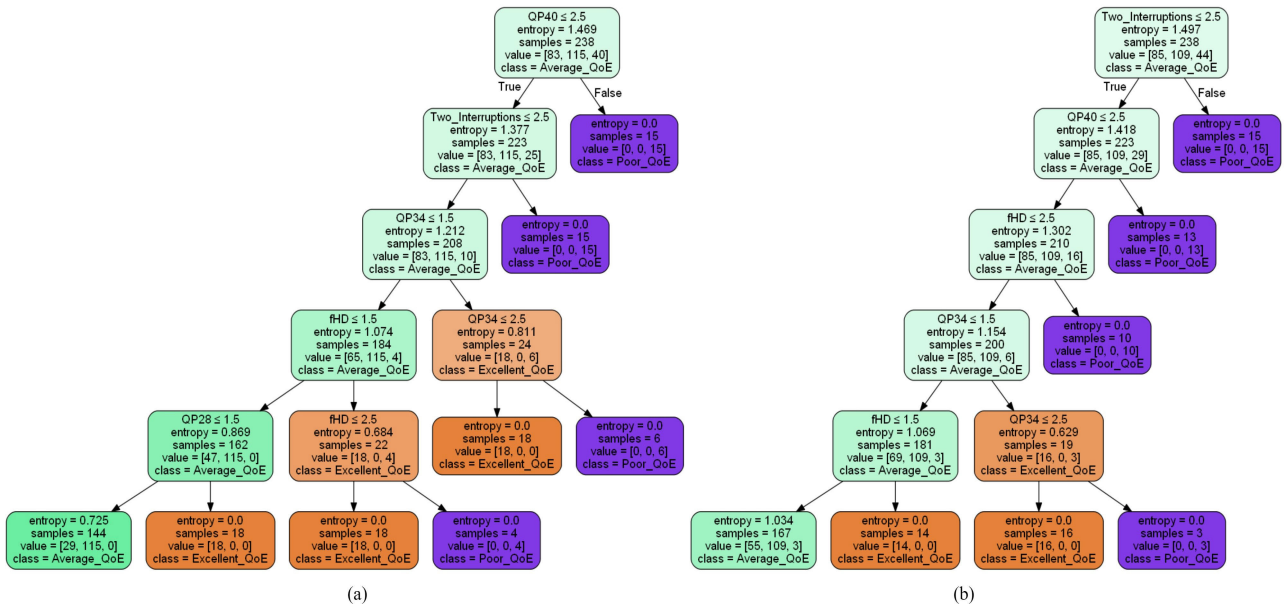 QP40 ≤ 2.5
entropy = 1.469
samples = 238
value = [83, 115, 40]
class = Average_QoE
True
False
Two_Interruptions ≤ 2.5
entropy = 1.377
samples = 223
value = [83, 115, 25]
class = Average_QoE
entropy = 0.0
samples = 15
value = [0, 0, 15]
class = Poor_QoE
QP34 ≤ 1.5
entropy = 1.212
samples = 208
value = [83, 115, 10]
class = Average_QoE
entropy = 0.0
samples = 15
value = [0, 0, 15]
class = Poor_QoE
fHD ≤ 1.5
entropy = 1.074
samples = 184
value = [65, 115, 4]
class = Average_QoE
QP34 ≤ 2.5
entropy = 0.811
samples = 24
value = [18, 0, 6]
class = Excellent_QoE
QP28 ≤ 1.5
entropy = 0.869
samples = 162
value = [47, 115, 0]
class = Average_QoE
fHD ≤ 2.5
entropy = 0.684
samples = 22
value = [18, 0, 4]
class = Excellent_QoE
entropy = 0.0
samples = 18
value = [18, 0, 0]
class = Excellent_QoE
entropy = 0.0
samples = 6
value = [0, 0, 6]
class = Poor_QoE
entropy = 0.725
samples = 144
value = [29, 115, 0]
class = Average_QoE
entropy = 0.0
samples = 18
value = [18, 0, 0]
class = Excellent_QoE
entropy = 0.0
samples = 18
value = [18, 0, 0]
class = Excellent_QoE
entropy = 0.0
samples = 4
value = [0, 0, 4]
class = Poor_QoE
(a)
Two_Interruptions ≤ 2.5
entropy = 1.497
samples = 238
value = [85, 109, 44]
class = Average_QoE
True
False
QP40 ≤ 2.5
entropy = 1.418
samples = 223
value = [85, 109, 29]
class = Average_QoE
entropy = 0.0
samples = 15
value = [0, 0, 15]
class = Poor_QoE
fHD ≤ 2.5
entropy = 1.302
samples = 210
value = [85, 109, 16]
class = Average_QoE
entropy = 0.0
samples = 13
value = [0, 0, 13]
class = Poor_QoE
QP34 ≤ 1.5
entropy = 1.154
samples = 200
value = [85, 109, 6]
class = Average_QoE
entropy = 0.0
samples = 10
value = [0, 0, 10]
class = Poor_QoE
fHD ≤ 1.5
entropy = 1.069
samples = 181
value = [69, 109, 3]
class = Average_QoE
QP34 ≤ 2.5
entropy = 0.629
samples = 19
value = [16, 0, 3]
class = Excellent_QoE
entropy = 1.034
samples = 167
value = [55, 109, 3]
class = Average_QoE
entropy = 0.0
samples = 14
value = [14, 0, 0]
class = Excellent_QoE
entropy = 0.0
samples = 16
value = [16, 0, 0]
class = Excellent_QoE
entropy = 0.0
samples = 3
value = [0, 0, 3]
class = Poor_QoE
(b)